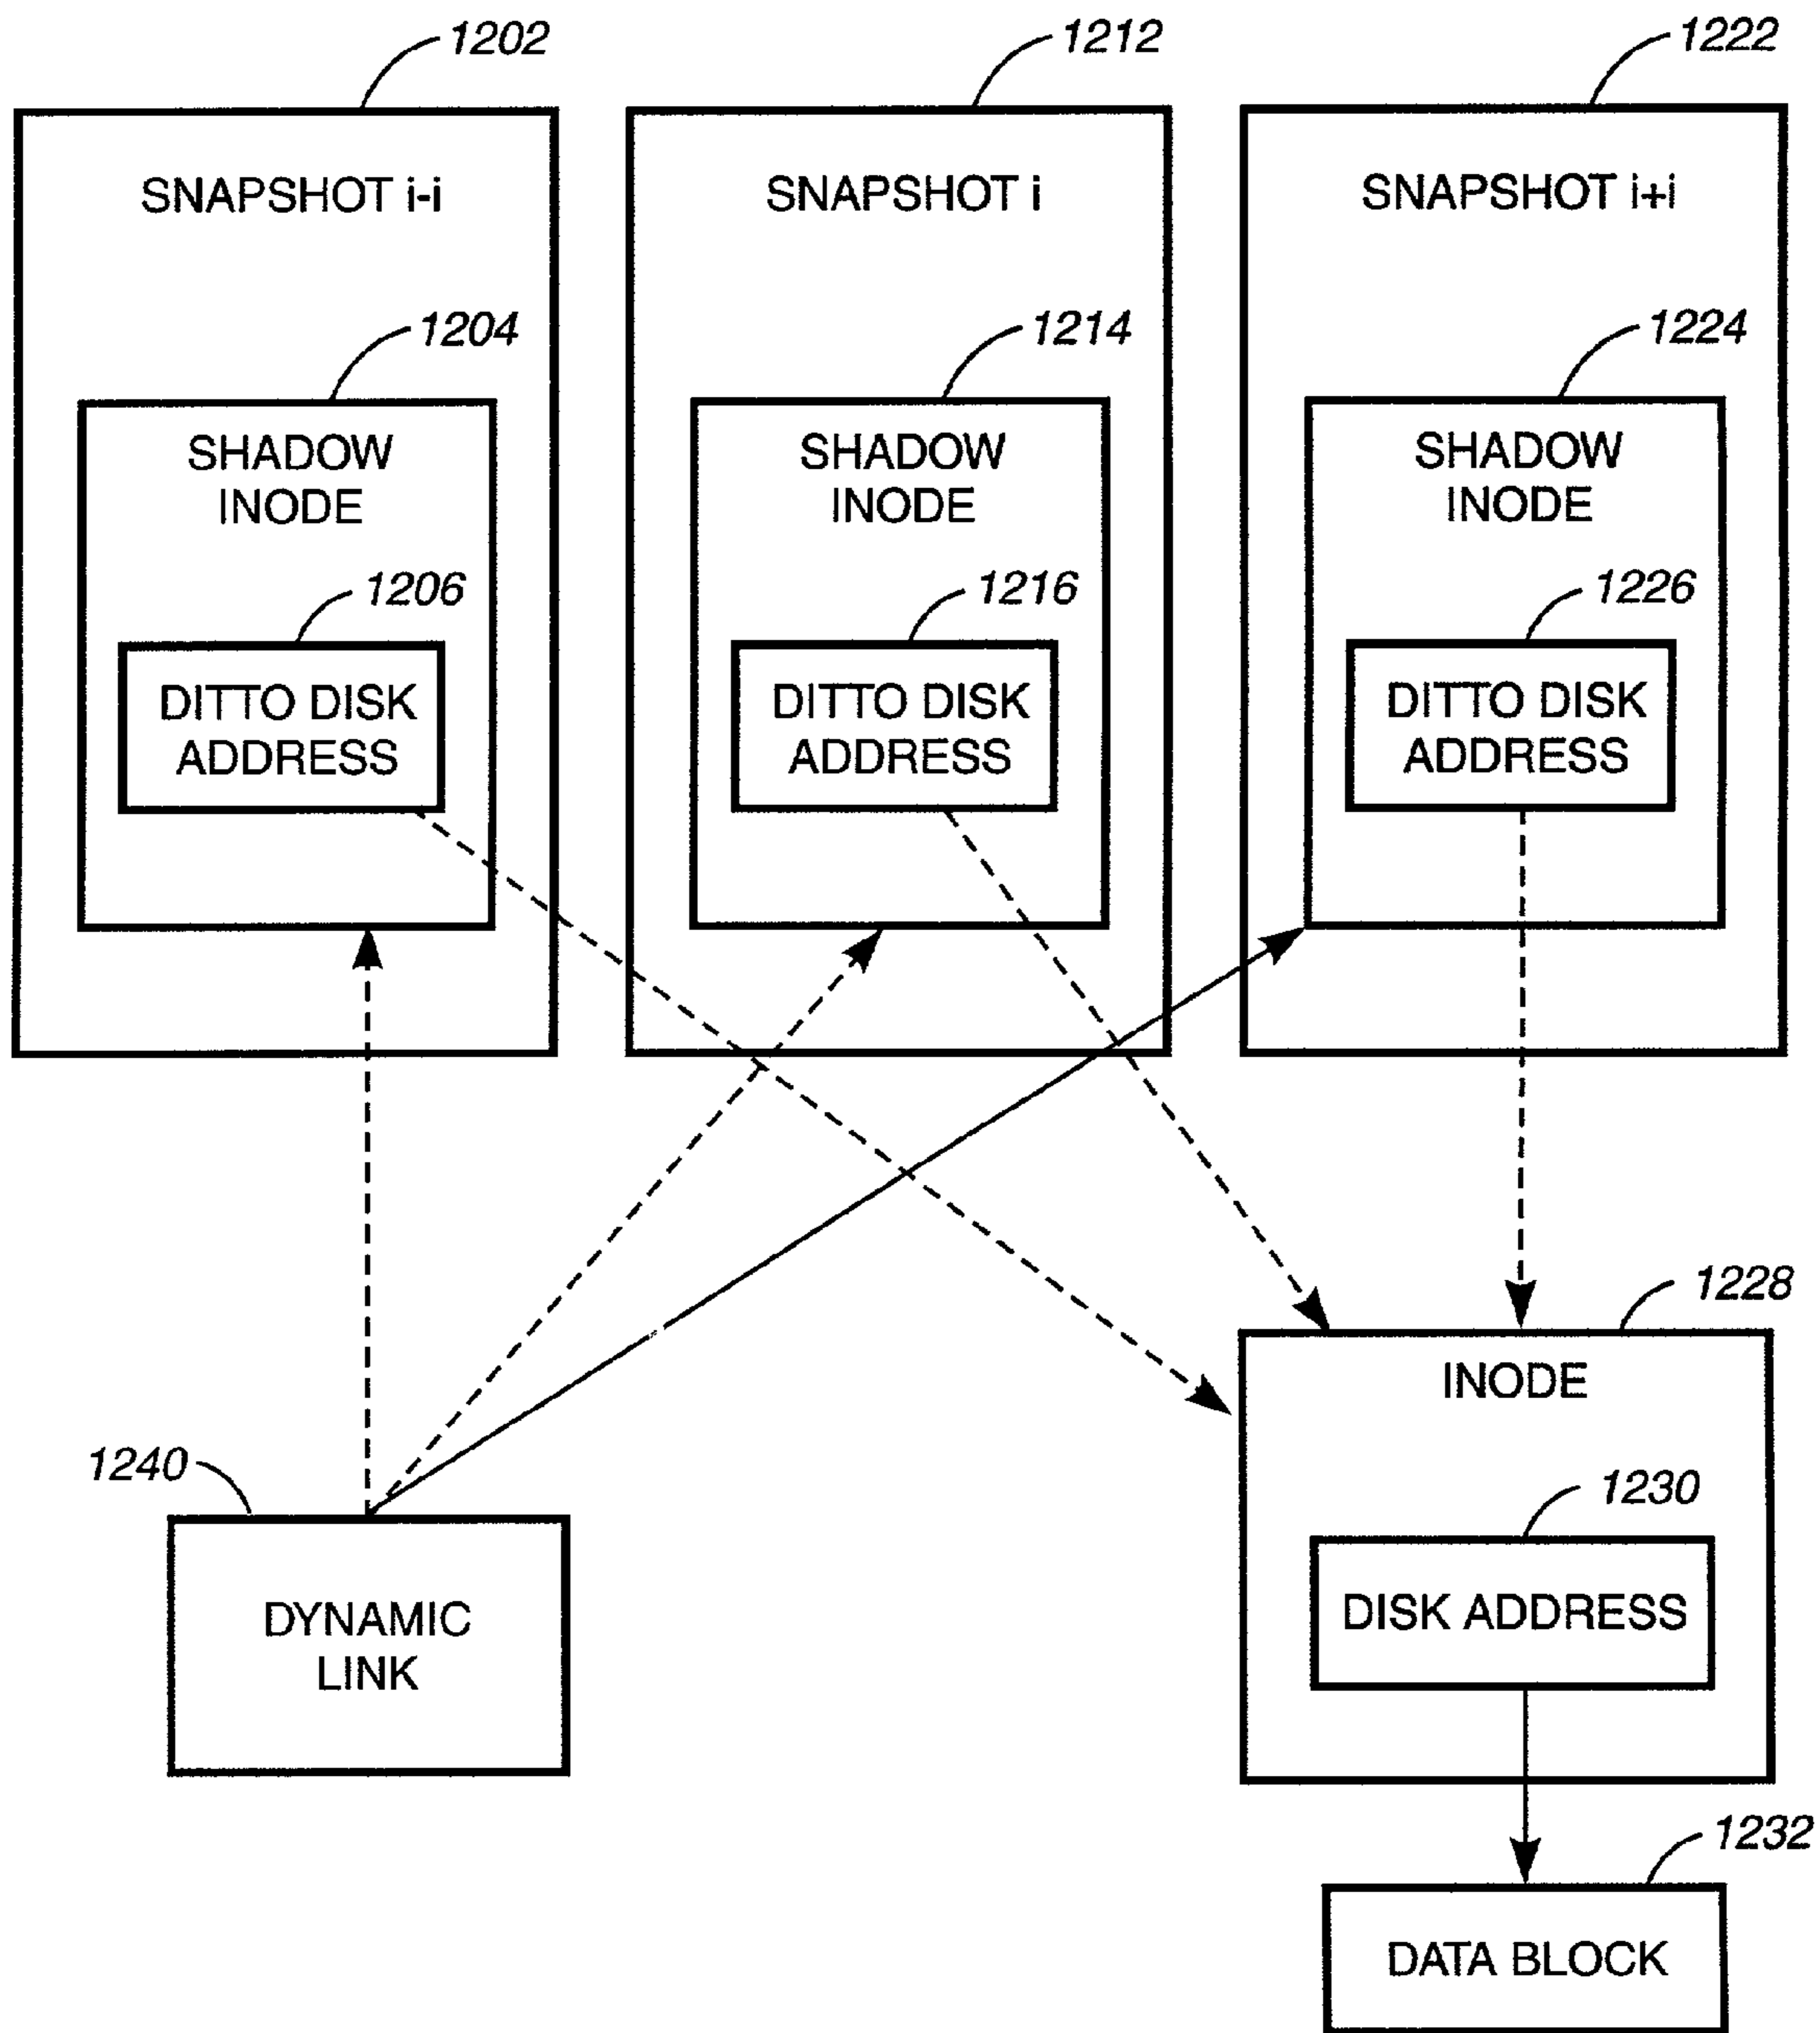 1202
1212
1222
SNAPSHOT i-i
SNAPSHOT i
SNAPSHOT i+i
1204
1214
1224
SHADOW
INODE
SHADOW
INODE
SHADOW
INODE
1206
1216
1226
DITTO DISK
ADDRESS
DITTO DISK
ADDRESS
DITTO DISK
ADDRESS
1228
INODE
1240
1230
DYNAMIC
LINK
DISK ADDRESS
1232
DATA BLOCK